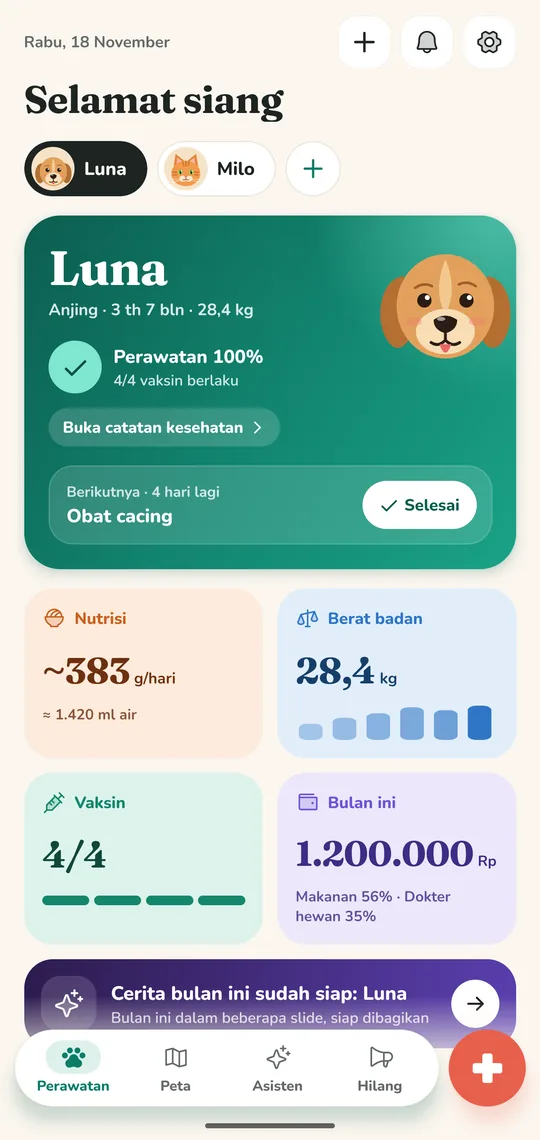 Rabu, 18 November
Selamat siang
Luna
Milo
Luna
Anjing · 3 th 7 bln · 28,4 kg
Perawatan 100%
4/4 vaksin berlaku
Buka catatan kesehatan
Berikutnya · 4 hari lagi
Obat cacing
Selesai
Nutrisi
~383 g/hari
≈ 1.420 ml air
Berat badan
28,4 kg
Vaksin
4/4
Bulan ini
1.200.000 Rp
Makanan 56% · Dokter
hewan 35%
Cerita bulan ini sudah siap: Luna
Bulan ini dalam beberapa slide, siap dibagikan
Perawatan
Peta
Asisten
Hilang